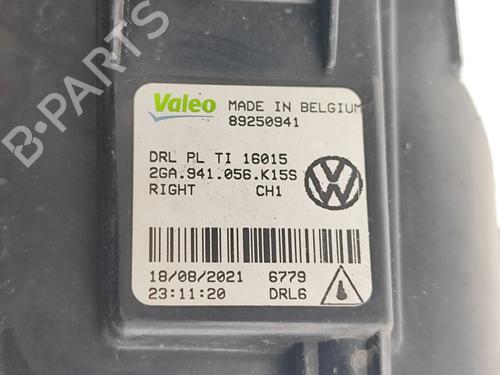 B-PARTS
Valeo MADE IN BELGIUM
89250941
DRL PL TI 16015
2GA.941.056.K15S
RIGHT CH1
18/08/2021 6779
23:11:20 DRL6